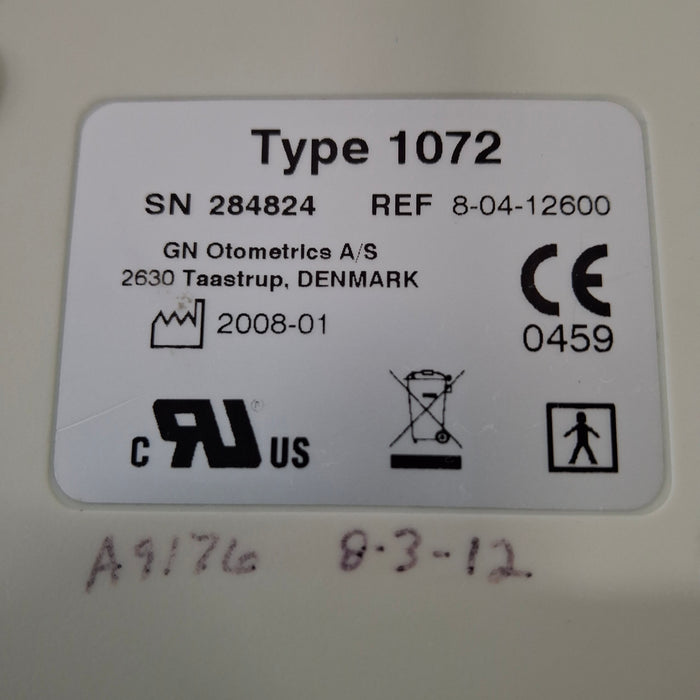 Type 1072
SN 284824 REF 8-04-12600
GN Otometrics A/S
2630 Taastrup, DENMARK
2008-01
CE
0459
c RU ® US
A9176 8-3-12